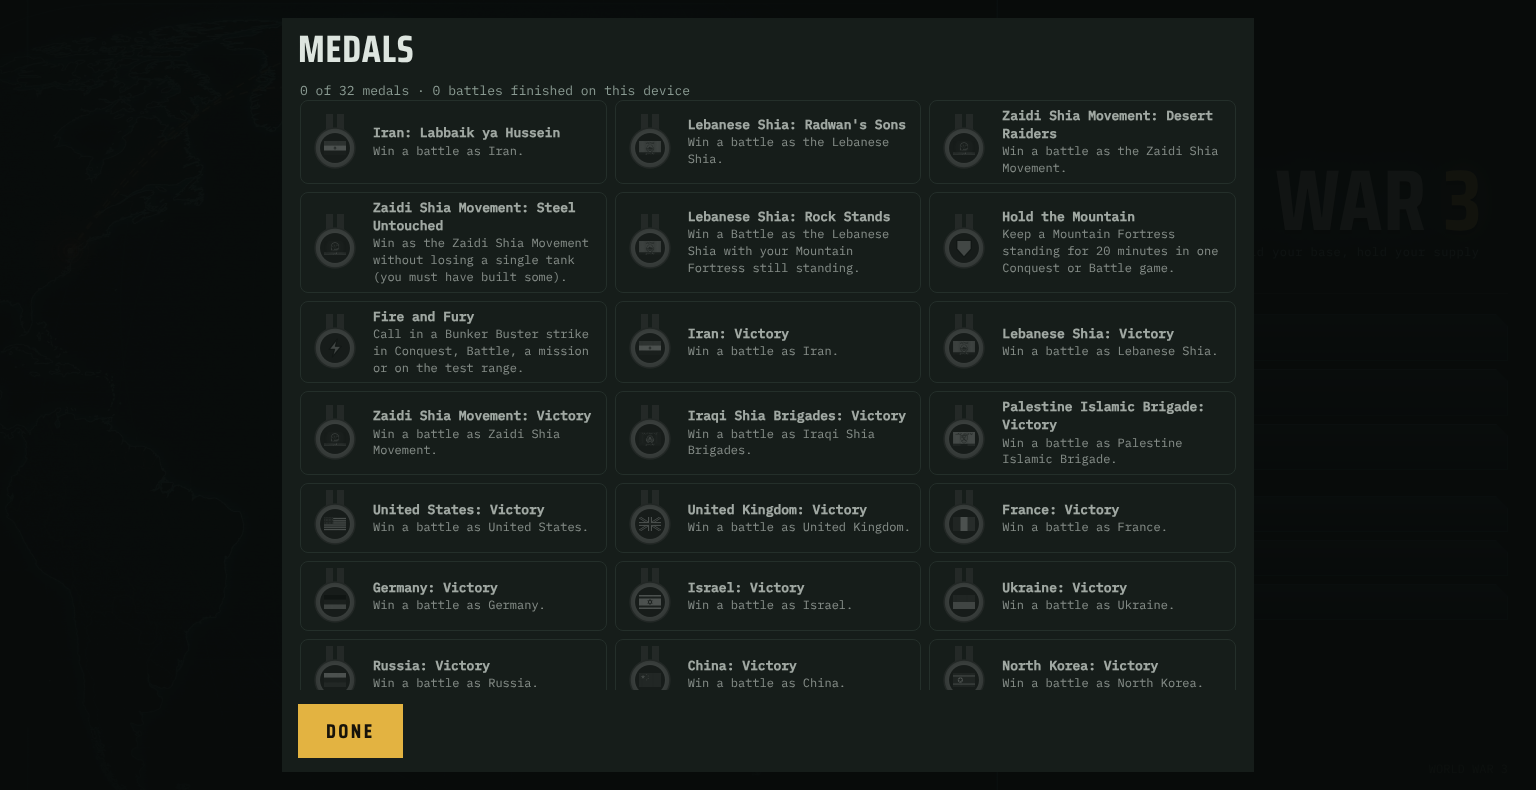 MEDALS
0 of 32 medals · 0 battles finished on this device
Iran: Labbaik ya Hussein
Win a battle as Iran.
Lebanese Shia: Radwan's Sons
Win a battle as the Lebanese
Shia.
Zaidi Shia Movement: Desert
Raiders
Win a battle as the Zaidi Shia
Movement.
Zaidi Shia Movement: Steel
Untouched
Win as the Zaidi Shia Movement
without losing a single tank
(you must have built some).
Lebanese Shia: Rock Stands
Win a Battle as the Lebanese
Shia with your Mountain
Fortress still standing.
Hold the Mountain
Keep a Mountain Fortress
standing for 20 minutes in one
Conquest or Battle game.
Fire and Fury
Call in a Bunker Buster strike
in Conquest, Battle, a mission
or on the test range.
Iran: Victory
Win a battle as Iran.
Lebanese Shia: Victory
Win a battle as Lebanese Shia.
Zaidi Shia Movement: Victory
Win a battle as Zaidi Shia
Movement.
Iraqi Shia Brigades: Victory
Win a battle as Iraqi Shia
Brigades.
Palestine Islamic Brigade:
Victory
Win a battle as Palestine
Islamic Brigade.
United States: Victory
Win a battle as United States.
United Kingdom: Victory
Win a battle as United Kingdom.
France: Victory
Win a battle as France.
Germany: Victory
Win a battle as Germany.
Israel: Victory
Win a battle as Israel.
Ukraine: Victory
Win a battle as Ukraine.
Russia: Victory
Win a battle as Russia.
China: Victory
Win a battle as China.
North Korea: Victory
Win a battle as North Korea.
DONE
WAR 3
your base, hold your supply